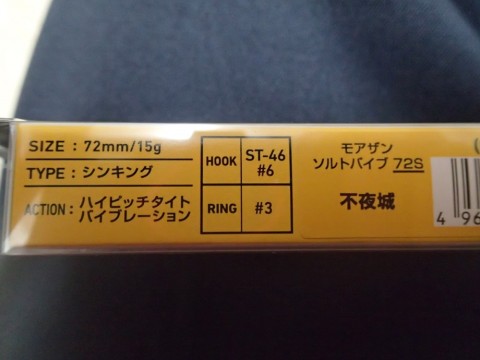 SIZE : 72mm/15g
TYPE : シンキング
ACTION : ハイピッチタイト
バイブレーション
HOOK ST-46
#6
RING #3
モアザン
ソルトバイブ 72S
不夜城
4 96